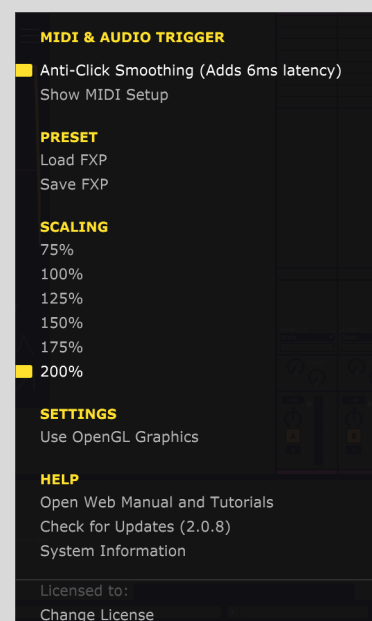 MIDI & AUDIO TRIGGER
Anti-Click Smoothing (Adds 6ms latency)
Show MIDI Setup
PRESET
Load FXP
Save FXP
SCALING
75%
100%
125%
150%
175%
200%
SETTINGS
Use OpenGL Graphics
HELP
Open Web Manual and Tutorials
Check for Updates (2.0.8)
System Information
Licensed to:
Change License